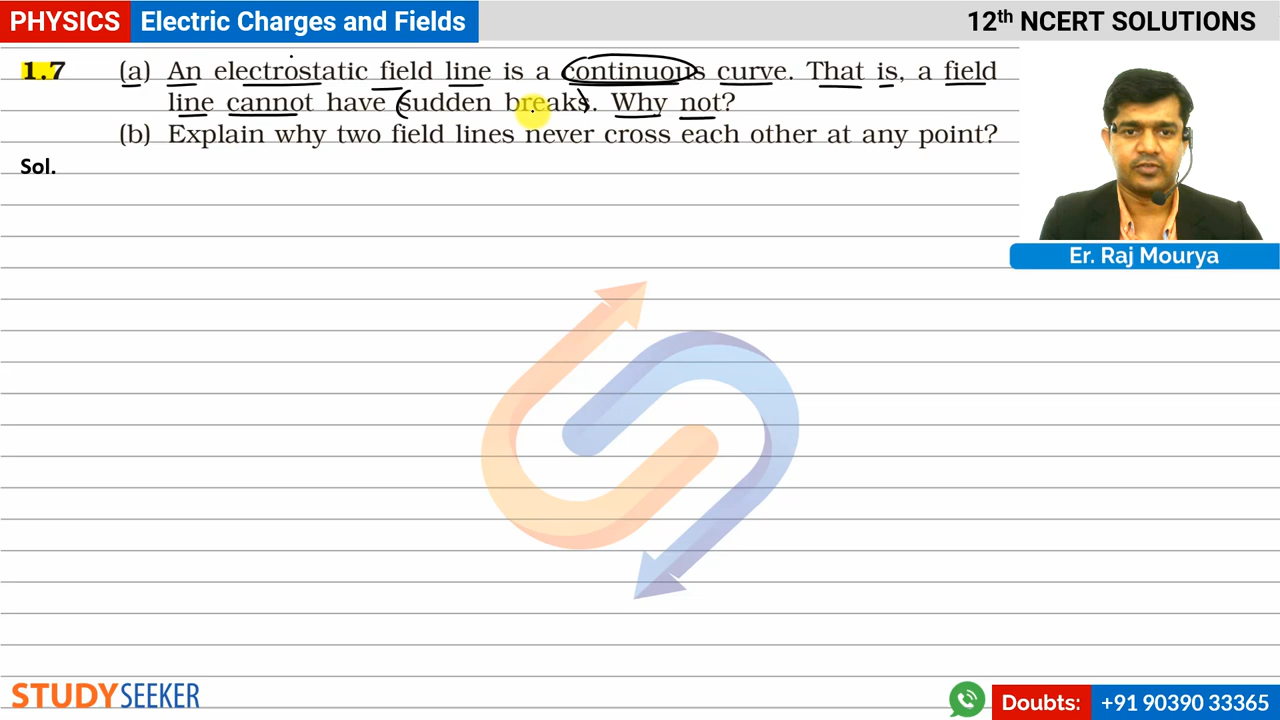 PHYSICS Electric Charges and Fields
12th NCERT SOLUTIONS
1.7 (a) An electrostatic field line is a continuous curve. That is, a field
line cannot have sudden breaks. Why not?
(b) Explain why two field lines never cross each other at any point?
Sol.
Er. Raj Mourya
STUDY SEEKER
Doubts: +91 90390 33365